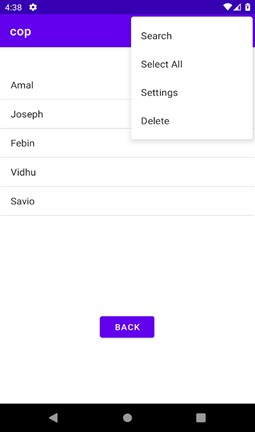 4:38
cop
Search
Select All
Settings
Delete
Amal
Joseph
Febin
Vidhu
Savio
BACK